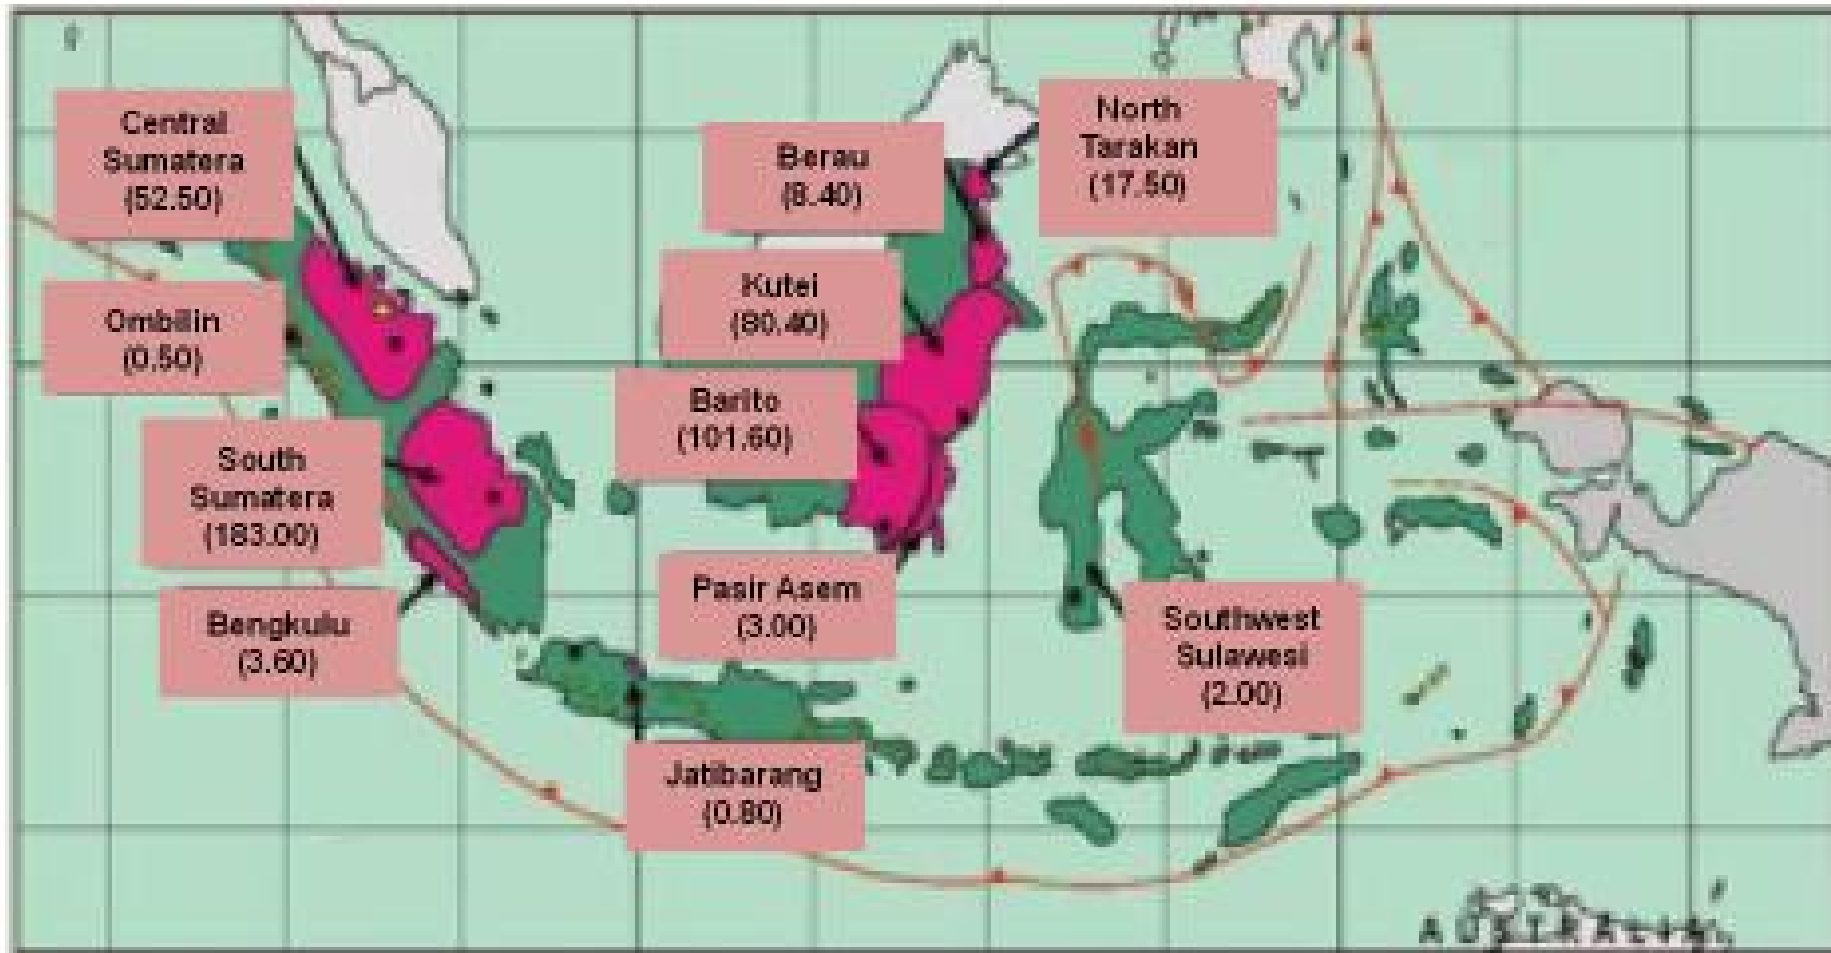 Central
Sumatera
(52.50)
Ombilin
(0.50)
South
Sumatera
(183.00)
Bengkulu
(3.60)
Berau
(8.40)
North
Tarakan
(17.50)
Kutei
(80.40)
Barito
(101.60)
Pasir Asem
(3.00)
Southwest
Sulawesi
(2.00)
Jatibarang
(0.80)
AUSTRALIA